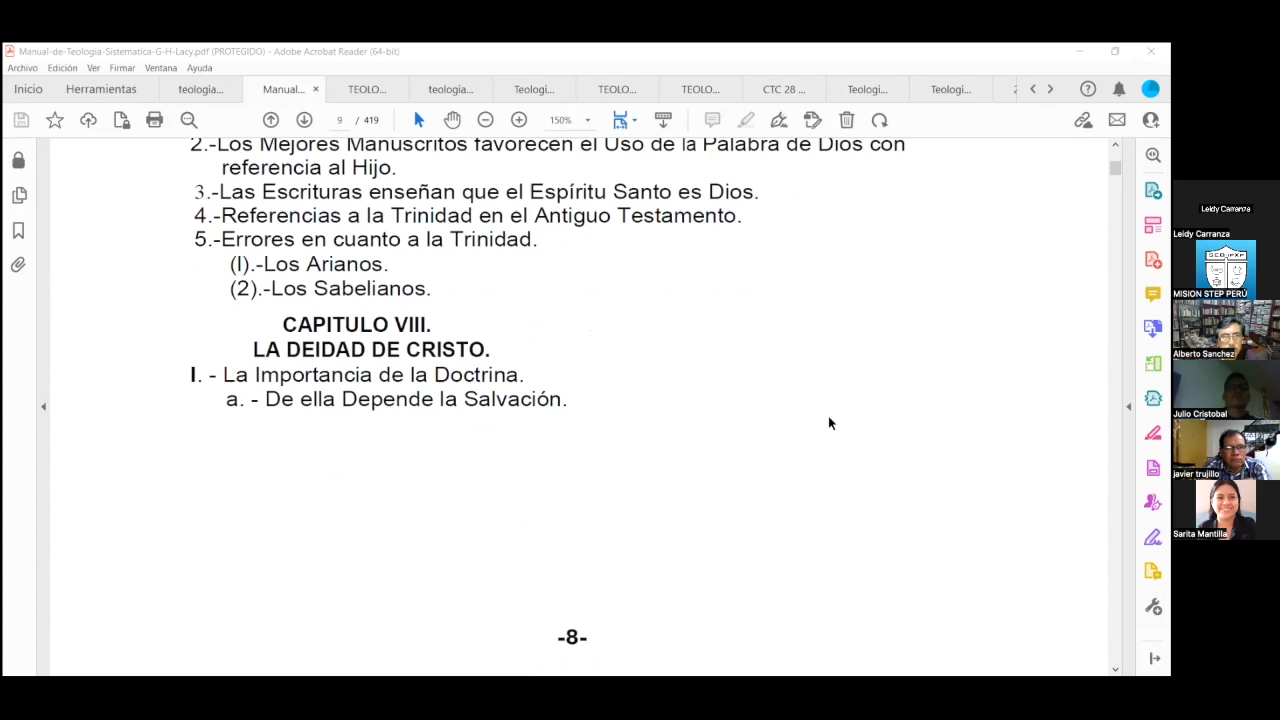 Manual-de-Teologia-Sistematica-G-H-Lacy.pdf (PROTEGIDO) - Adobe Acrobat Reader (64-bit)
Archivo Edición Ver Firmar Ventana Ayuda
Inicio Herramientas teologia... Manual... × TEOLO... teologia... Teologi... TEOLO... TEOLO... CTC 28 ... Teologi... Teologi...
9 / 419 150%
2.-Los Mejores Manuscritos favorecen el Uso de la Palabra de Dios con
referencia al Hijo.
3.-Las Escrituras enseñan que el Espíritu Santo es Dios.
4.-Referencias a la Trinidad en el Antiguo Testamento.
5.-Errores en cuanto a la Trinidad.
(I).-Los Arianos.
(2).-Los Sabelianos.
CAPITULO VIII.
LA DEIDAD DE CRISTO.
I. - La Importancia de la Doctrina.
a. - De ella Depende la Salvación.
-8-
Leidy Carranza
Leidy Carranza
MISION STEP PERÚ
Alberto Sanchez
Julio Cristobal
javier trujillo
Sarita Mantilla